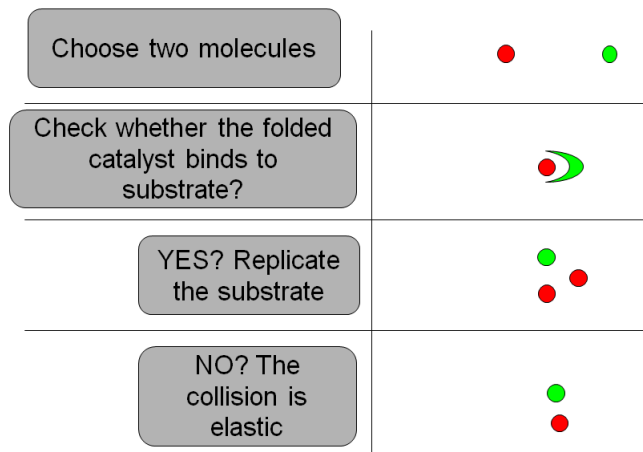 Choose two molecules
Check whether the folded
catalyst binds to
substrate?
YES? Replicate
the substrate
NO? The
collision is
elastic